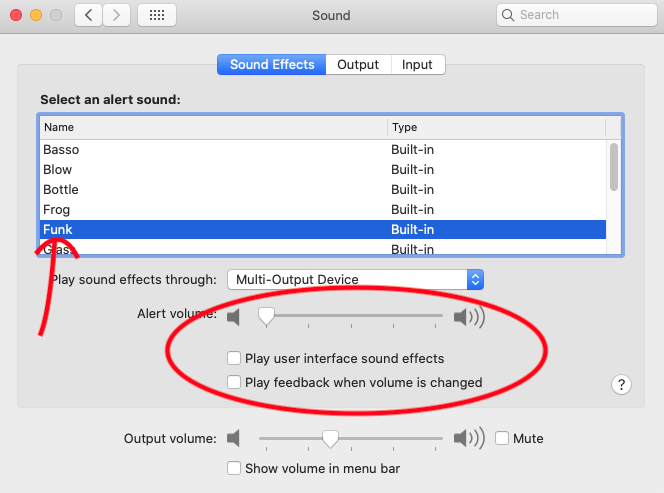 Sound
Search
Sound Effects Output Input
Select an alert sound:
Name Type
Basso Built-in
Blow Built-in
Bottle Built-in
Frog Built-in
Funk Built-in
Glass Built-in
Play sound effects through: Multi-Output Device
Alert volume:
Play user interface sound effects
Play feedback when volume is changed
?
Output volume: Mute
Show volume in menu bar